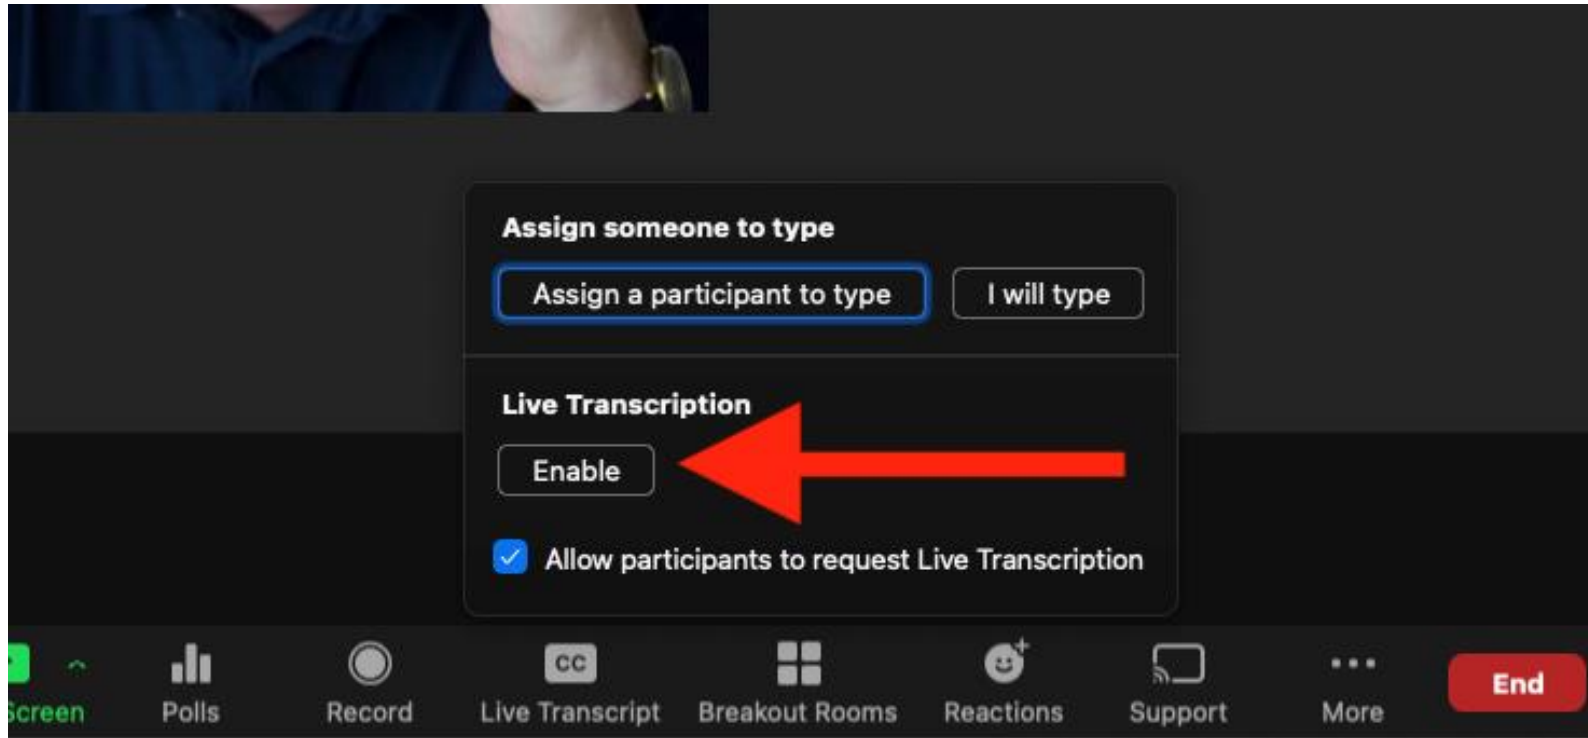 Assign someone to type
Assign a participant to type I will type
Live Transcription
Enable
Allow participants to request Live Transcription
CC
Screen Polls Record Live Transcript Breakout Rooms Reactions Support More End